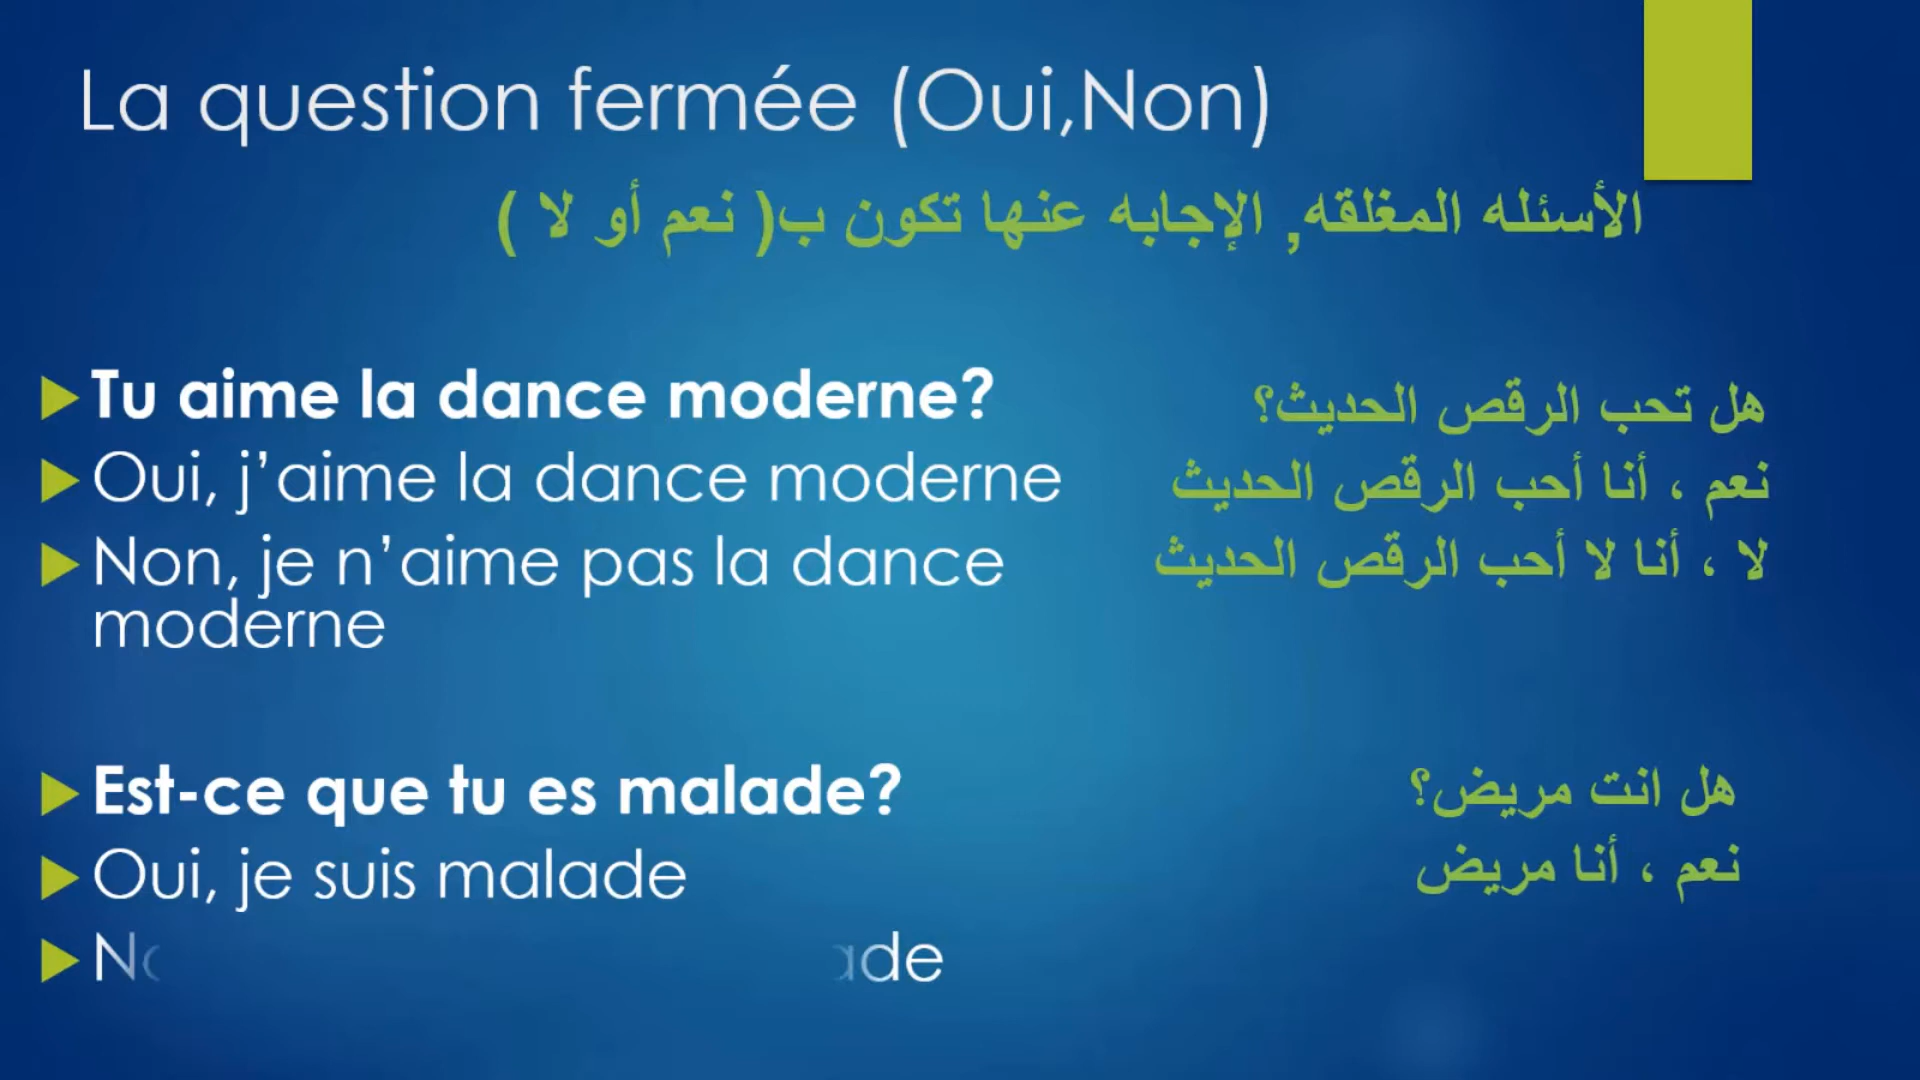 La question fermée (Oui,Non)
الأسئله المغلقه, الإجابه عنها تكون ب( نعم أو لا )
Tu aime la dance moderne?
هل تحب الرقص الحديث؟
Oui, j’aime la dance moderne
نعم ، أنا أحب الرقص الحديث
Non, je n’aime pas la dance
moderne
لا ، أنا لا أحب الرقص الحديث
Est-ce que tu es malade?
هل انت مريض؟
Oui, je suis malade
نعم ، أنا مريض